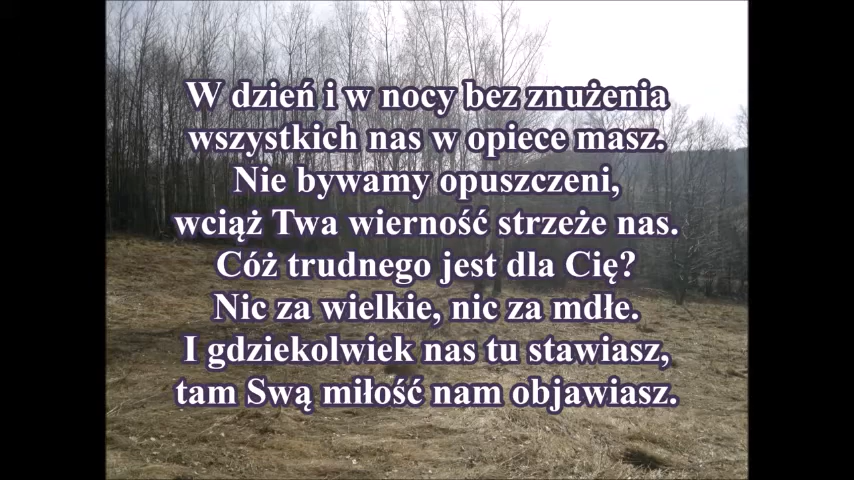 W dzień i w nocy bez znużenia
wszystkich nas w opiece masz.
Nie bywamy opuszczeni,
wciąż Twa wierność strzeże nas.
Cóż trudnego jest dla Cię?
Nic za wielkie, nic za mdłe.
I gdziekolwiek nas tu stawiasz,
tam Swą miłość nam objawiasz.